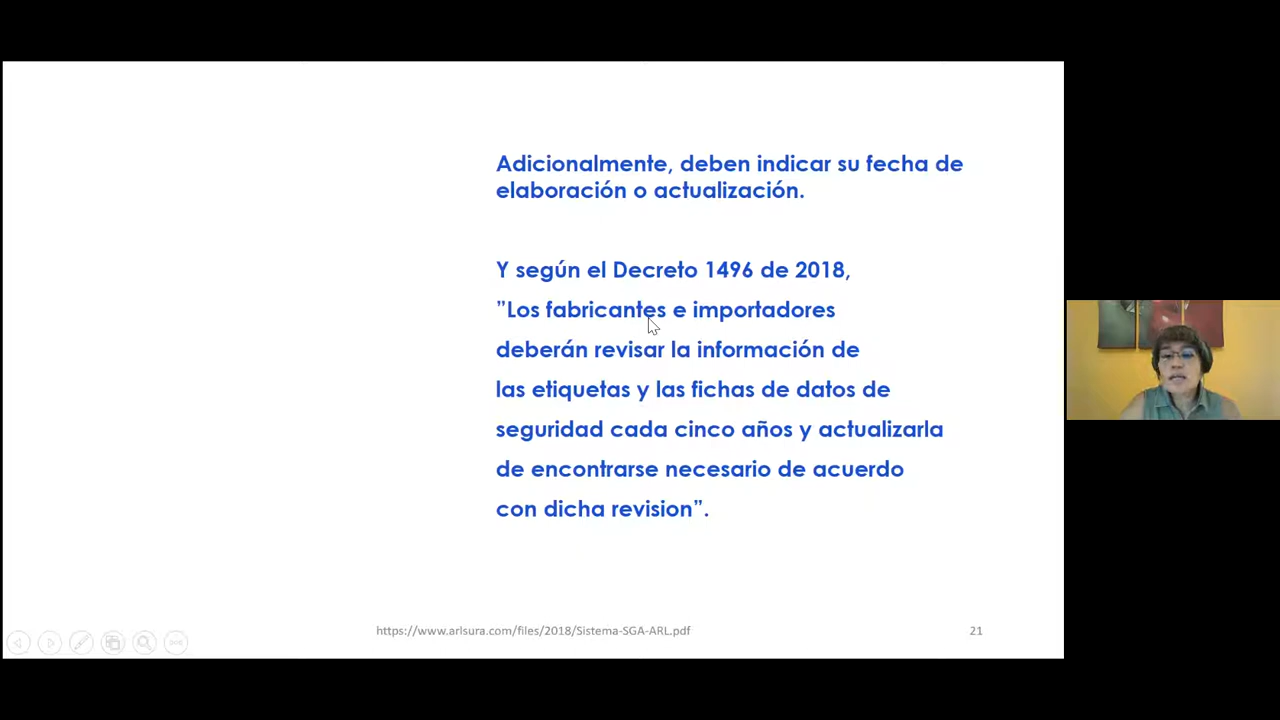 Adicionalmente, deben indicar su fecha de
elaboración o actualización.
Y según el Decreto 1496 de 2018,
”Los fabricantes e importadores
deberán revisar la información de
las etiquetas y las fichas de datos de
seguridad cada cinco años y actualizarla
de encontrarse necesario de acuerdo
con dicha revision”.
https://www.arlsura.com/files/2018/Sistema-SGA-ARL.pdf
21